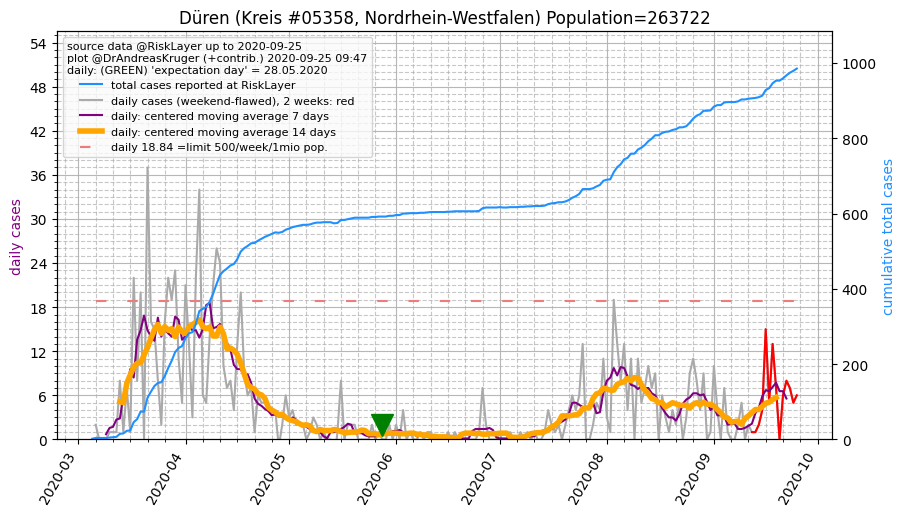 Düren (Kreis #05358, Nordrhein-Westfalen) Population=263722
source data @RiskLayer up to 2020-09-25
plot @DrAndreasKruger (+contrib.) 2020-09-25 09:47
daily: (GREEN) 'expectation day' = 28.05.2020
total cases reported at RiskLayer
daily cases (weekend-flawed), 2 weeks: red
daily: centered moving average 7 days
daily: centered moving average 14 days
daily 18.84 =limit 500/week/1mio pop.
daily cases
54
48
42
36
30
24
18
12
6
0
cumulative total cases
1000
800
600
400
200
0
2020-03
2020-04
2020-05
2020-06
2020-07
2020-08
2020-09
2020-10